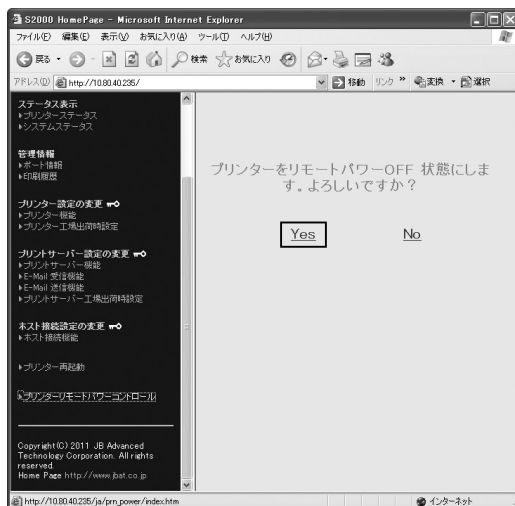 S2000 HomePage - Microsoft Internet Explorer
ファイル(F) 編集(E) 表示(V) お気に入り(A) ツール(T) ヘルプ(H)
戻る 検索 お気に入り
アドレス(D) http://10.80.40.235/ 移動 リンク » 変換 選択
ステータス表示
プリンターステータス
システムステータス
管理情報
ポート情報
印刷履歴
プリンター設定の変更
プリンター機能
プリンター工場出荷時設定
プリントサーバー設定の変更
プリントサーバー機能
E-Mail 受信機能
E-Mail 送信機能
プリントサーバー工場出荷時設定
ホスト接続設定の変更
ホスト接続機能
プリンター再起動
プリンターリモートパワーコントロール
Copyright(C) 2011 JB Advanced
Technology Corporation. All rights
reserved.
Home Page http://www.jbat.co.jp
プリンターをリモートパワーOFF 状態にしま
す。よろしいですか？
Yes No
http://10.80.40.235/ja/prn_power/index.htm インターネット